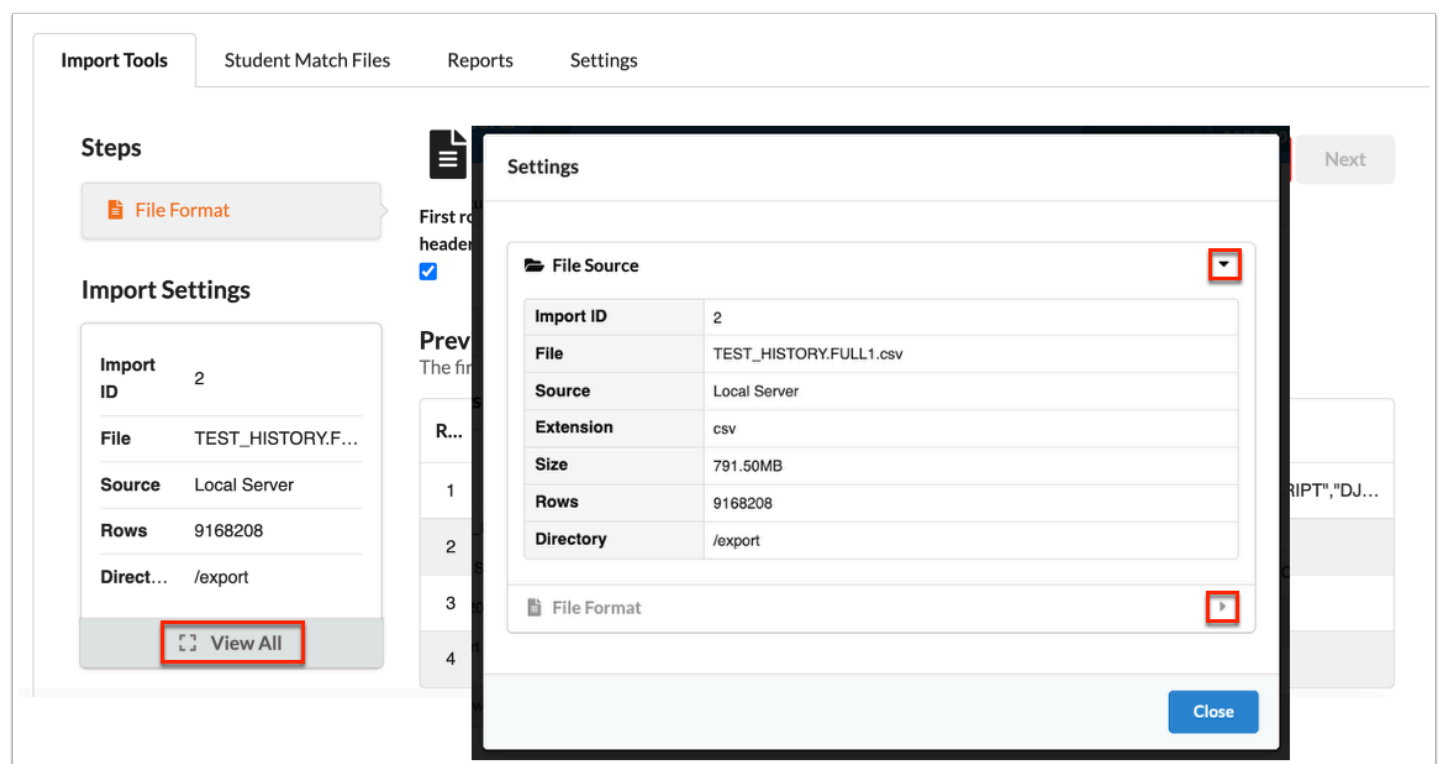 Import Tools Student Match Files Reports Settings
Steps
File Format
Import Settings
Import ID 2
File TEST_HISTORY.F...
Source Local Server
Rows 9168208
Direct... /export
View All
First
header
Prev
The
R...
1
2
3
4
Next
RIPT","DJ...
Settings
File Source
Import ID 2
File TEST_HISTORY.FULL1.csv
Source Local Server
Extension csv
Size 791.50MB
Rows 9168208
Directory /export
File Format
Close